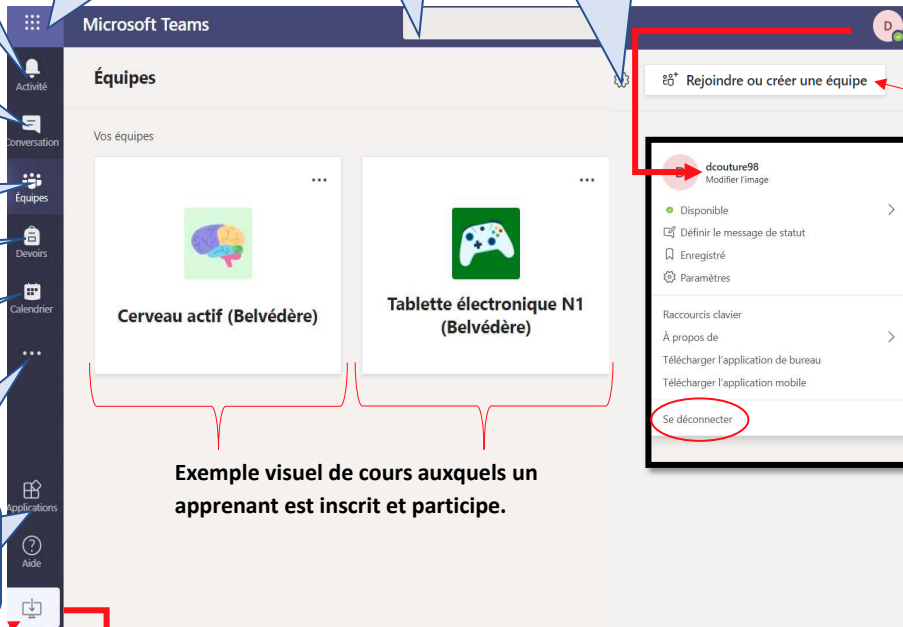 Microsoft Teams
D
Activité
Conversation
Équipes
Devoirs
Calendrier
Applications
Aide
Équipes
Rejoindre ou créer une équipe
Vos équipes
Cerveau actif (Belvédère)
Tablette électronique N1
(Belvédère)
Exemple visuel de cours auxquels un
apprenant est inscrit et participe.
D
dcouture98
Modifier l'image
Disponible
Définir le message de statut
Enregistré
Paramètres
Raccourcis clavier
À propos de
Télécharger l'application de bureau
Télécharger l'application mobile
Se déconnecter